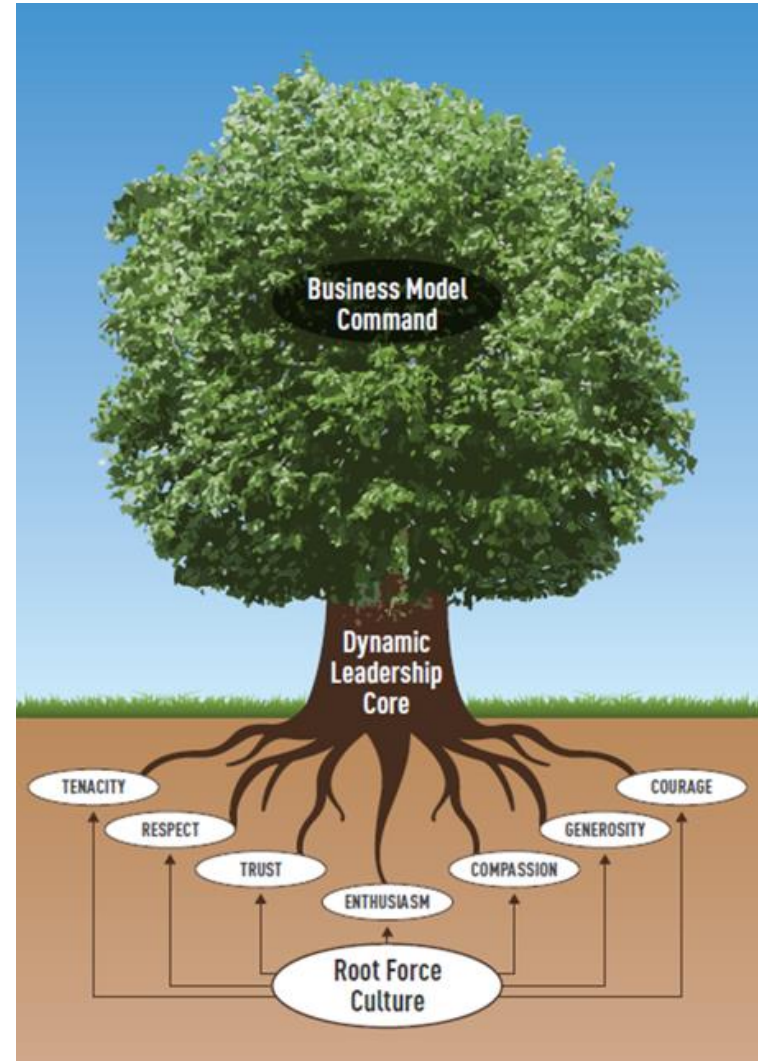 Business Model
Command
Dynamic
Leadership
Core
TENACITY
COURAGE
RESPECT
GENEROSITY
TRUST
COMPASSION
ENTHUSIASM
Root Force
Culture